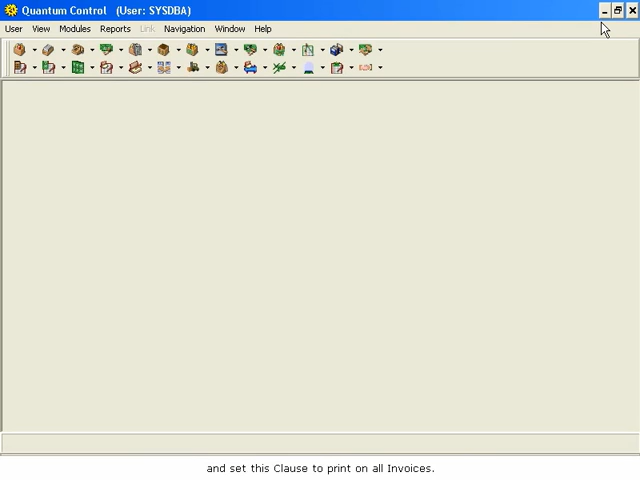 Quantum Control (User: SYSDBA)
User View Modules Reports Link Navigation Window Help
and set this Clause to print on all Invoices.